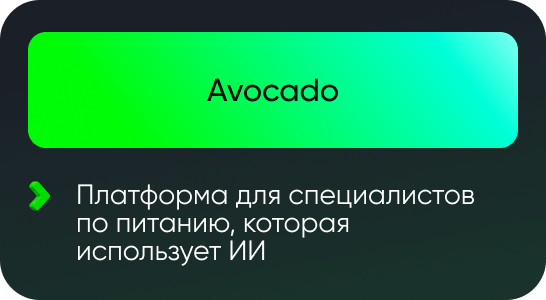 Avocado
Платформа для специалистов
по питанию, которая
использует ИИ